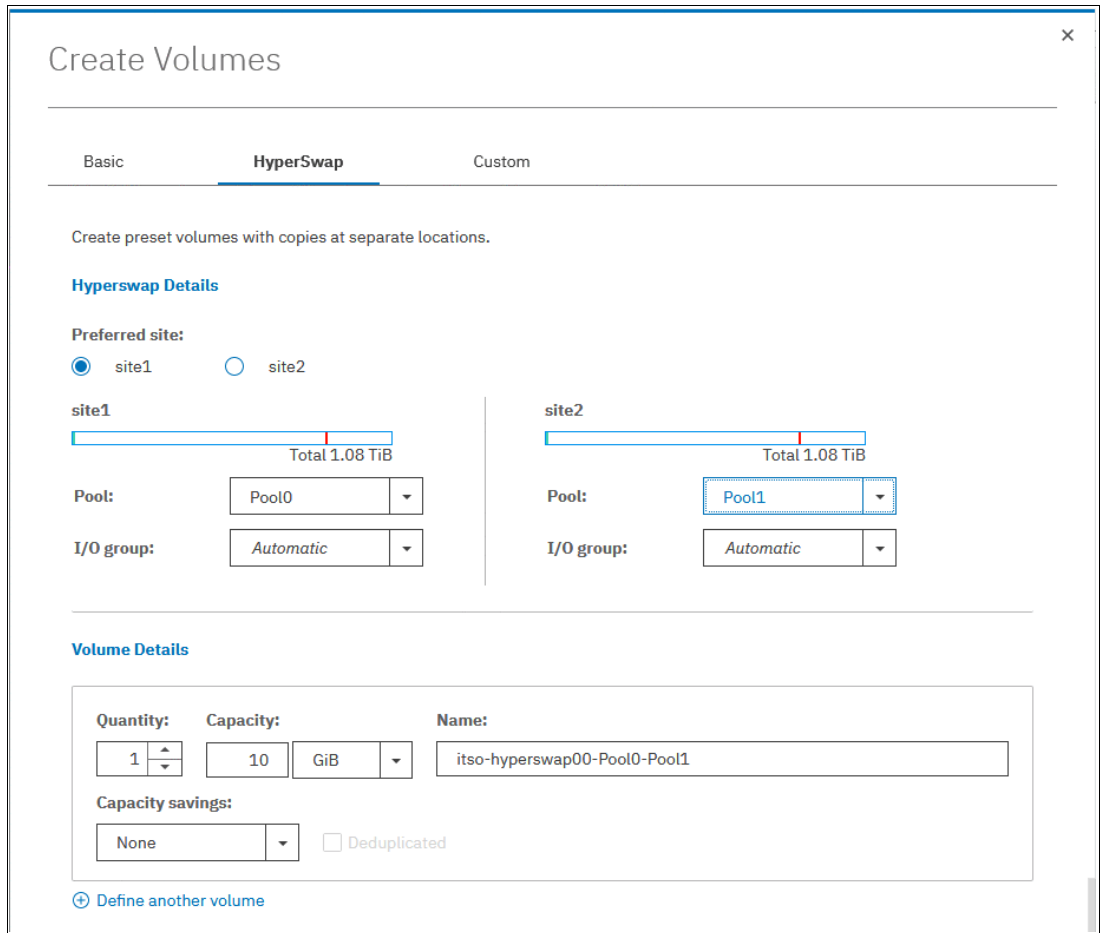 Create Volumes
Basic HyperSwap Custom
Create preset volumes with copies at separate locations.
Hyperswap Details
Preferred site:
site1 site2
site1 site2
Total 1.08 TiB Total 1.08 TiB
Pool: Pool0 Pool: Pool1
I/O group: Automatic I/O group: Automatic
Volume Details
Quantity: Capacity: Name:
1 10 GiB itso-hyperswap00-Pool0-Pool1
Capacity savings:
None Deduplicated
Define another volume